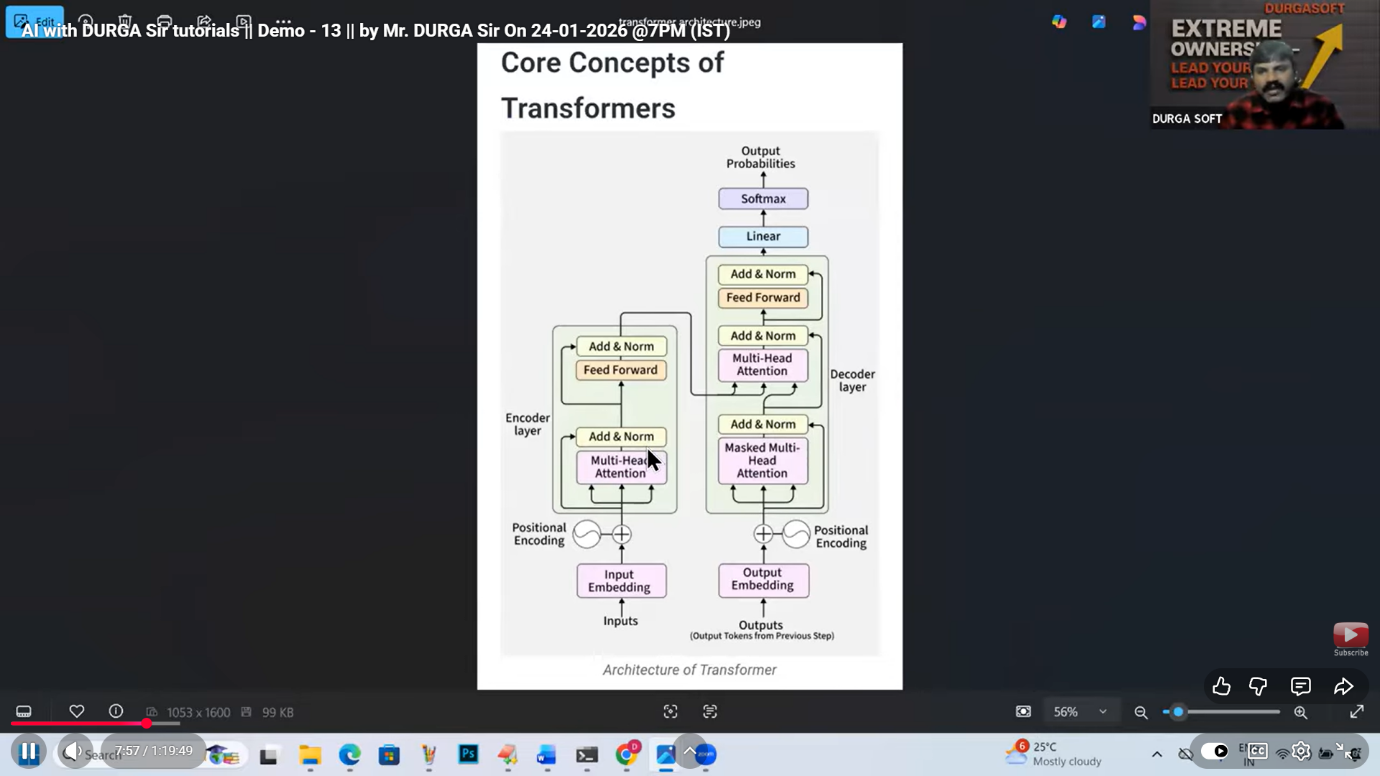 Edit
transformer architecture.jpeg
AI with DURGA Sir tutorials || Demo - 13 || by Mr. DURGA Sir On 24-01-2026 @7PM (IST)
DURGASOFT
EXTREME
OWNERSHIP
LEAD YOUR
LEAD YOUR
DURGA SOFT
Core Concepts of
Transformers
Output
Probabilities
Softmax
Linear
Add & Norm
Feed Forward
Add & Norm
Multi-Head
Attention
Decoder
layer
Add & Norm
Masked Multi-
Head
Attention
Add & Norm
Feed Forward
Encoder
layer
Add & Norm
Multi-Head
Attention
Positional
Encoding
Positional
Encoding
Input
Embedding
Output
Embedding
Inputs
Outputs
(Output Tokens from Previous Step)
Architecture of Transformer
Subscribe
1053 x 1600
99 KB
56%
7:57 / 1:19:49
Search
6
25°C
Mostly cloudy
IN